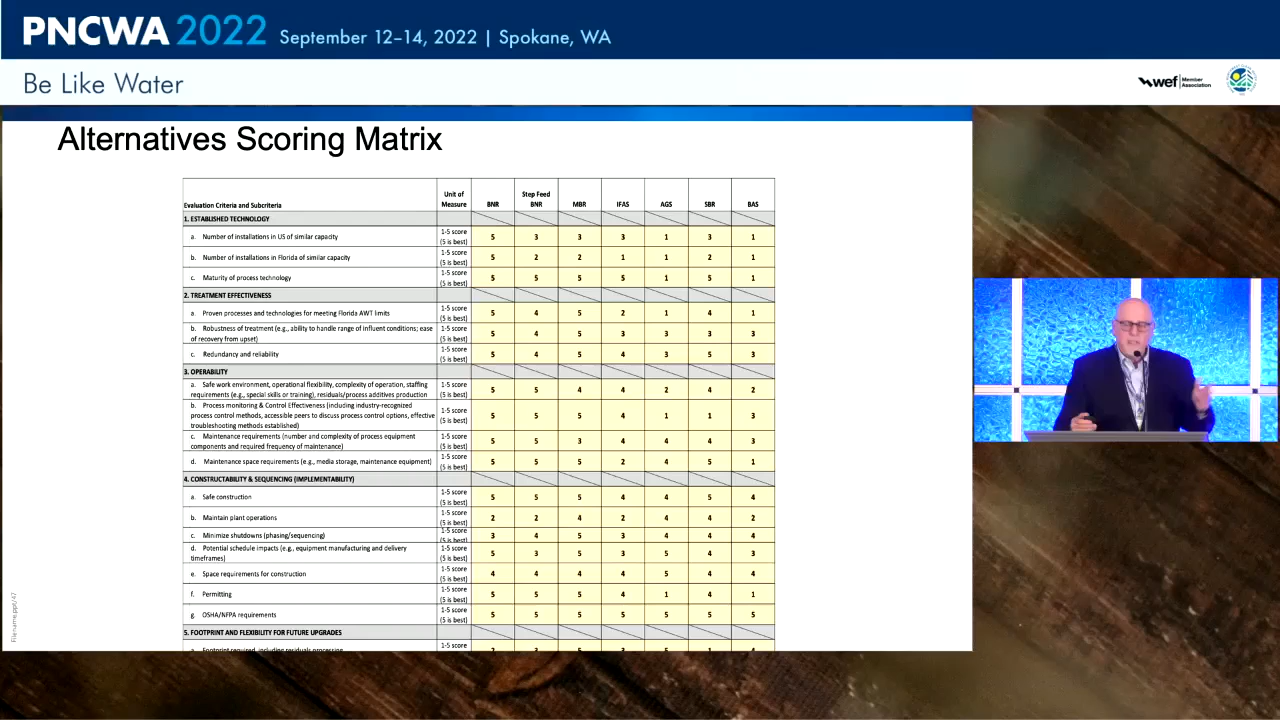 PNCWA 2022 September 12–14, 2022 | Spokane, WA
Be Like Water
wef Member Association
Alternatives Scoring Matrix
Evaluation Criteria and Subcriteria Unit of Measure BNR Step Feed BNR MBR IFAS AGS SBR BAS
1. ESTABLISHED TECHNOLOGY
a. Number of installations in US of similar capacity 1-5 score (5 is best) 5 3 3 3 1 3 1
b. Number of installations in Florida of similar capacity 1-5 score (5 is best) 5 2 2 1 1 2 1
c. Maturity of process technology 1-5 score (5 is best) 5 5 5 5 1 5 1
2. TREATMENT EFFECTIVENESS
a. Proven processes and technologies for meeting Florida AWT limits 1-5 score (5 is best) 5 4 5 2 1 4 1
b. Robustness of treatment (e.g., ability to handle range of influent conditions; ease
of recovery from upset) 1-5 score (5 is best) 5 4 5 3 3 3 3
c. Redundancy and reliability 1-5 score (5 is best) 5 4 5 4 3 5 3
3. OPERABILITY
a. Safe work environment, operational flexibility, complexity of operation, staffing
requirements (e.g., special skills or training), residuals/process additives production 1-5 score (5 is best) 5 5 4 4 2 4 2
b. Process monitoring & Control Effectiveness (including industry-recognized
process control methods, accessible peers to discuss process control options, effective
troubleshooting methods established) 1-5 score (5 is best) 5 5 5 4 1 1 3
c. Maintenance requirements (number and complexity of process equipment
components and required frequency of maintenance) 1-5 score (5 is best) 5 5 3 4 4 4 3
d. Maintenance space requirements (e.g., media storage, maintenance equipment) 1-5 score (5 is best) 5 5 5 2 4 5 1
4. CONSTRUCTABILITY & SEQUENCING (IMPLEMENTABILITY)
a. Safe construction 1-5 score (5 is best) 5 5 5 4 4 5 4
b. Maintain plant operations 1-5 score (5 is best) 2 2 4 2 4 4 2
c. Minimize shutdowns (phasing/sequencing) 1-5 score (5 is best) 3 4 5 3 4 4 4
d. Potential schedule impacts (e.g., equipment manufacturing and delivery
timeframes) 1-5 score (5 is best) 5 3 5 3 5 4 3
e. Space requirements for construction 1-5 score (5 is best) 4 4 4 4 5 4 4
f. Permitting 1-5 score (5 is best) 5 5 5 4 1 4 1
g. OSHA/NFPA requirements 1-5 score (5 is best) 5 5 5 5 5 5 5
5. FOOTPRINT AND FLEXIBILITY FOR FUTURE UPGRADES
a. Footprint required, including residuals processing 1-5 score
Filename.ppt/47